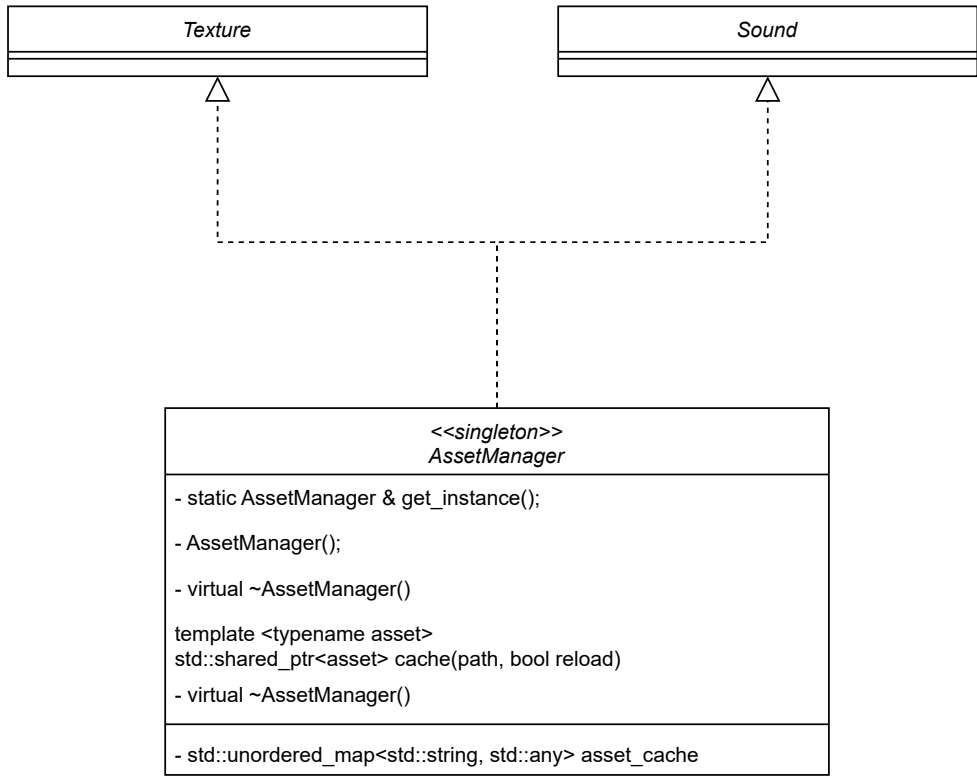 Texture
Sound
<<singleton>>
AssetManager
- static AssetManager & get_instance();
- AssetManager();
- virtual ~AssetManager()
template <typename asset>
std::shared_ptr<asset> cache(path, bool reload)
- virtual ~AssetManager()
- std::unordered_map<std::string, std::any> asset_cache